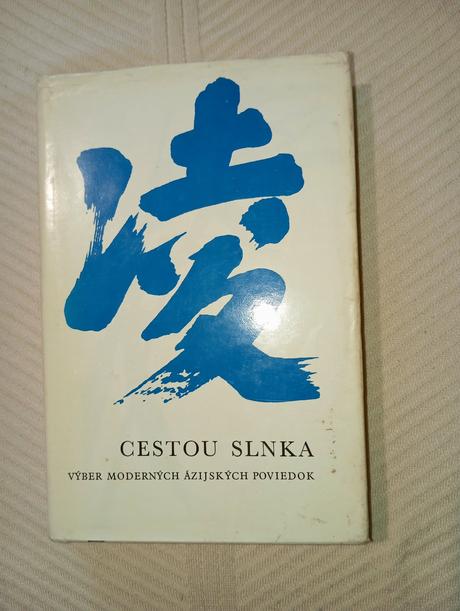 CESTOU SLNKA
VÝBER MODERNÝCH ÁZIJSKÝCH POVIEDOK